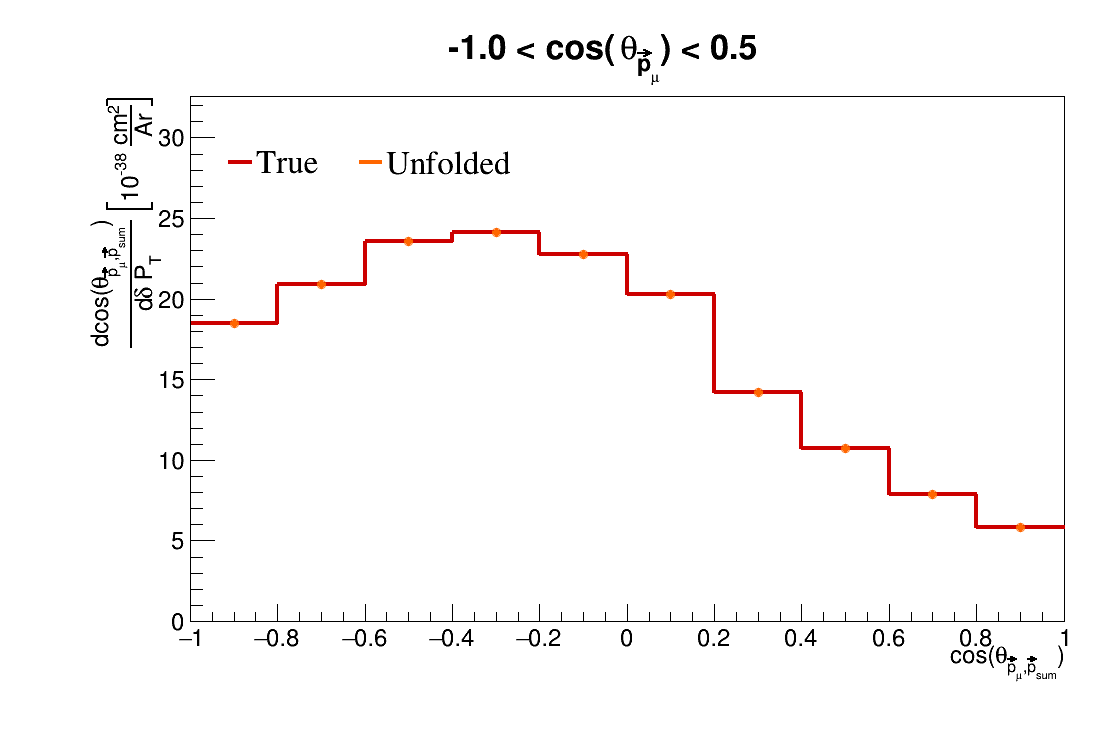 -1.0 < cos(θ p⃗μ) < 0.5
dcos(θp⃗μ,p⃗sum) / dδ PT [10-38 cm2/Ar]
True Unfolded
30
25
20
15
10
5
0
−1 −0.8 −0.6 −0.4 −0.2 0 0.2 0.4 0.6 0.8 1
cos(θp⃗μ,p⃗sum)